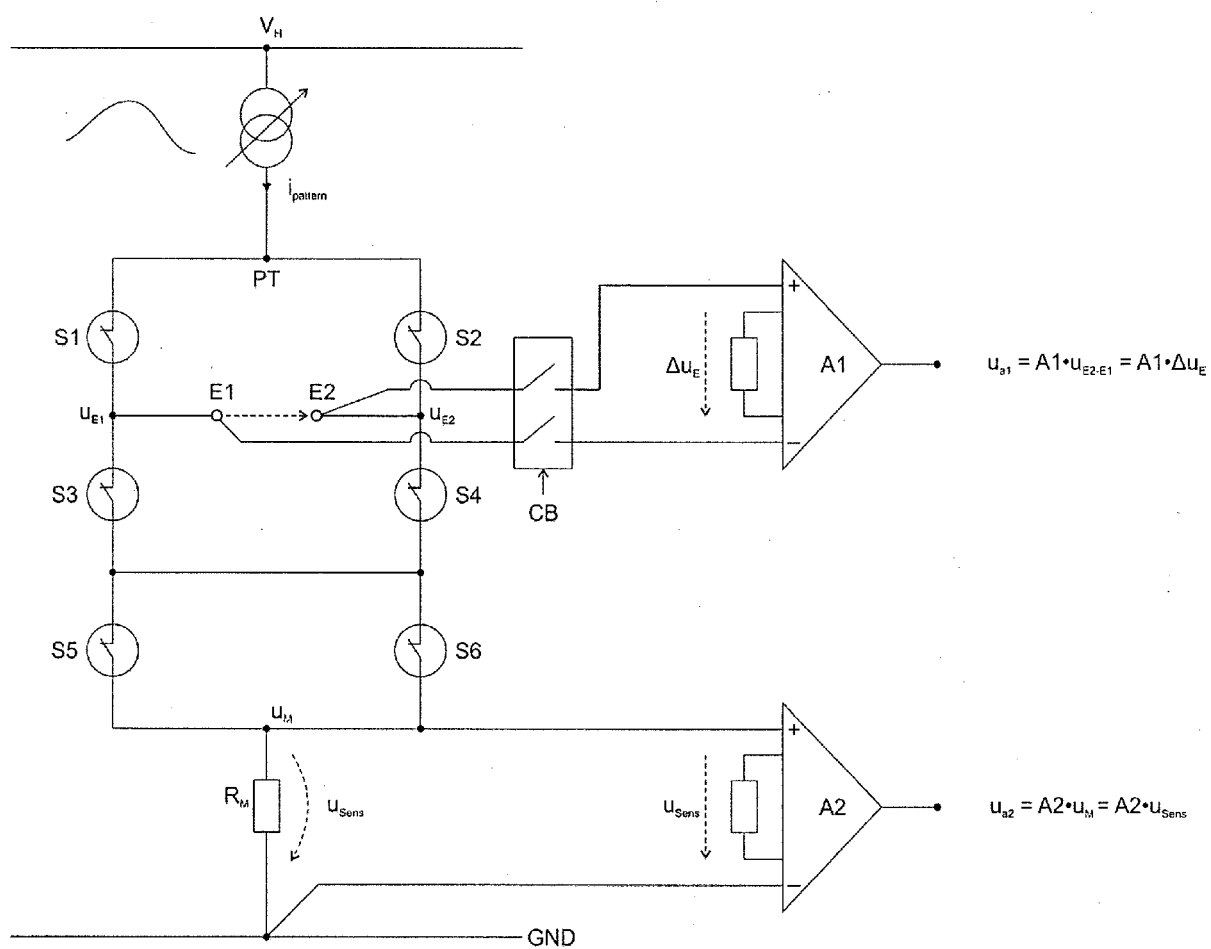 V_H
i_pattern
PT
S1
S2
E1
E2
u_E1
u_E2
Δu_E
+
A1
−
u_a1 = A1•u_E2-E1 = A1•Δu_E
S3
S4
CB
S5
S6
u_M
R_M
u_Sens
u_Sens
+
A2
−
u_a2 = A2•u_M = A2•u_Sens
GND